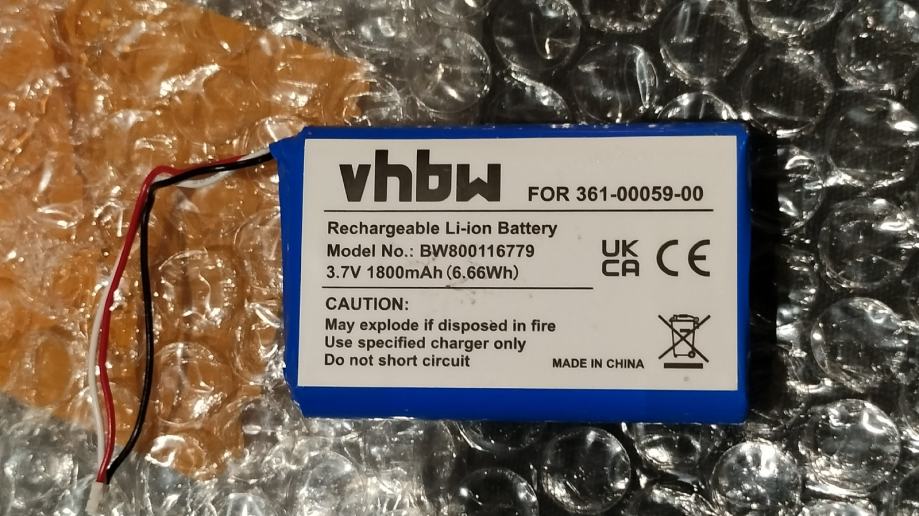 vhbw FOR 361-00059-00
Rechargeable Li-ion Battery
Model No.: BW800116779
3.7V 1800mAh (6.66Wh)
UK
CA CE
CAUTION:
May explode if disposed in fire
Use specified charger only
Do not short circuit
MADE IN CHINA